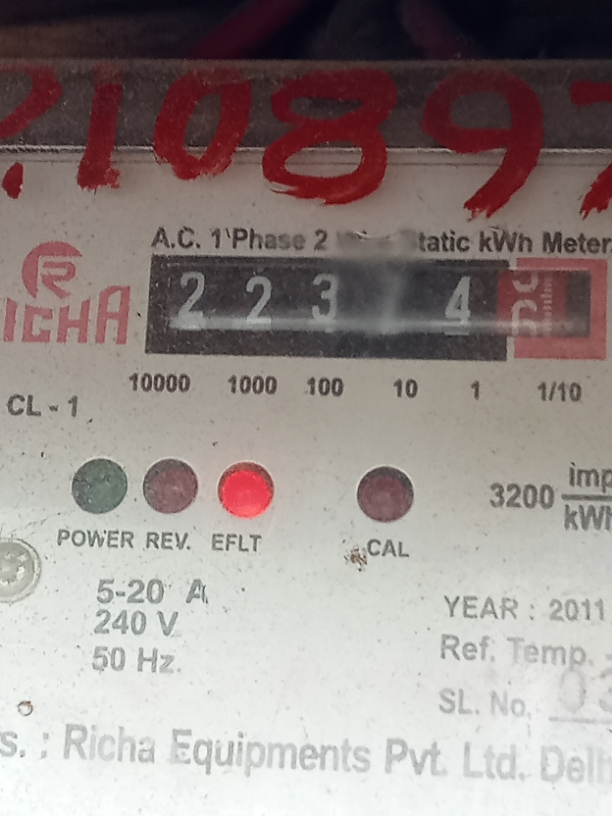 210897
A.C. 1 Phase 2 Static kWh Meter
RICHA
2 2 3 4
10000 1000 100 10 1 1/10
CL - 1
3200 imp
kWh
POWER REV. EFLT CAL
5-20 A
240 V
50 Hz.
YEAR : 2011
Ref. Temp.
SL. No.
s. : Richa Equipments Pvt. Ltd. Delh